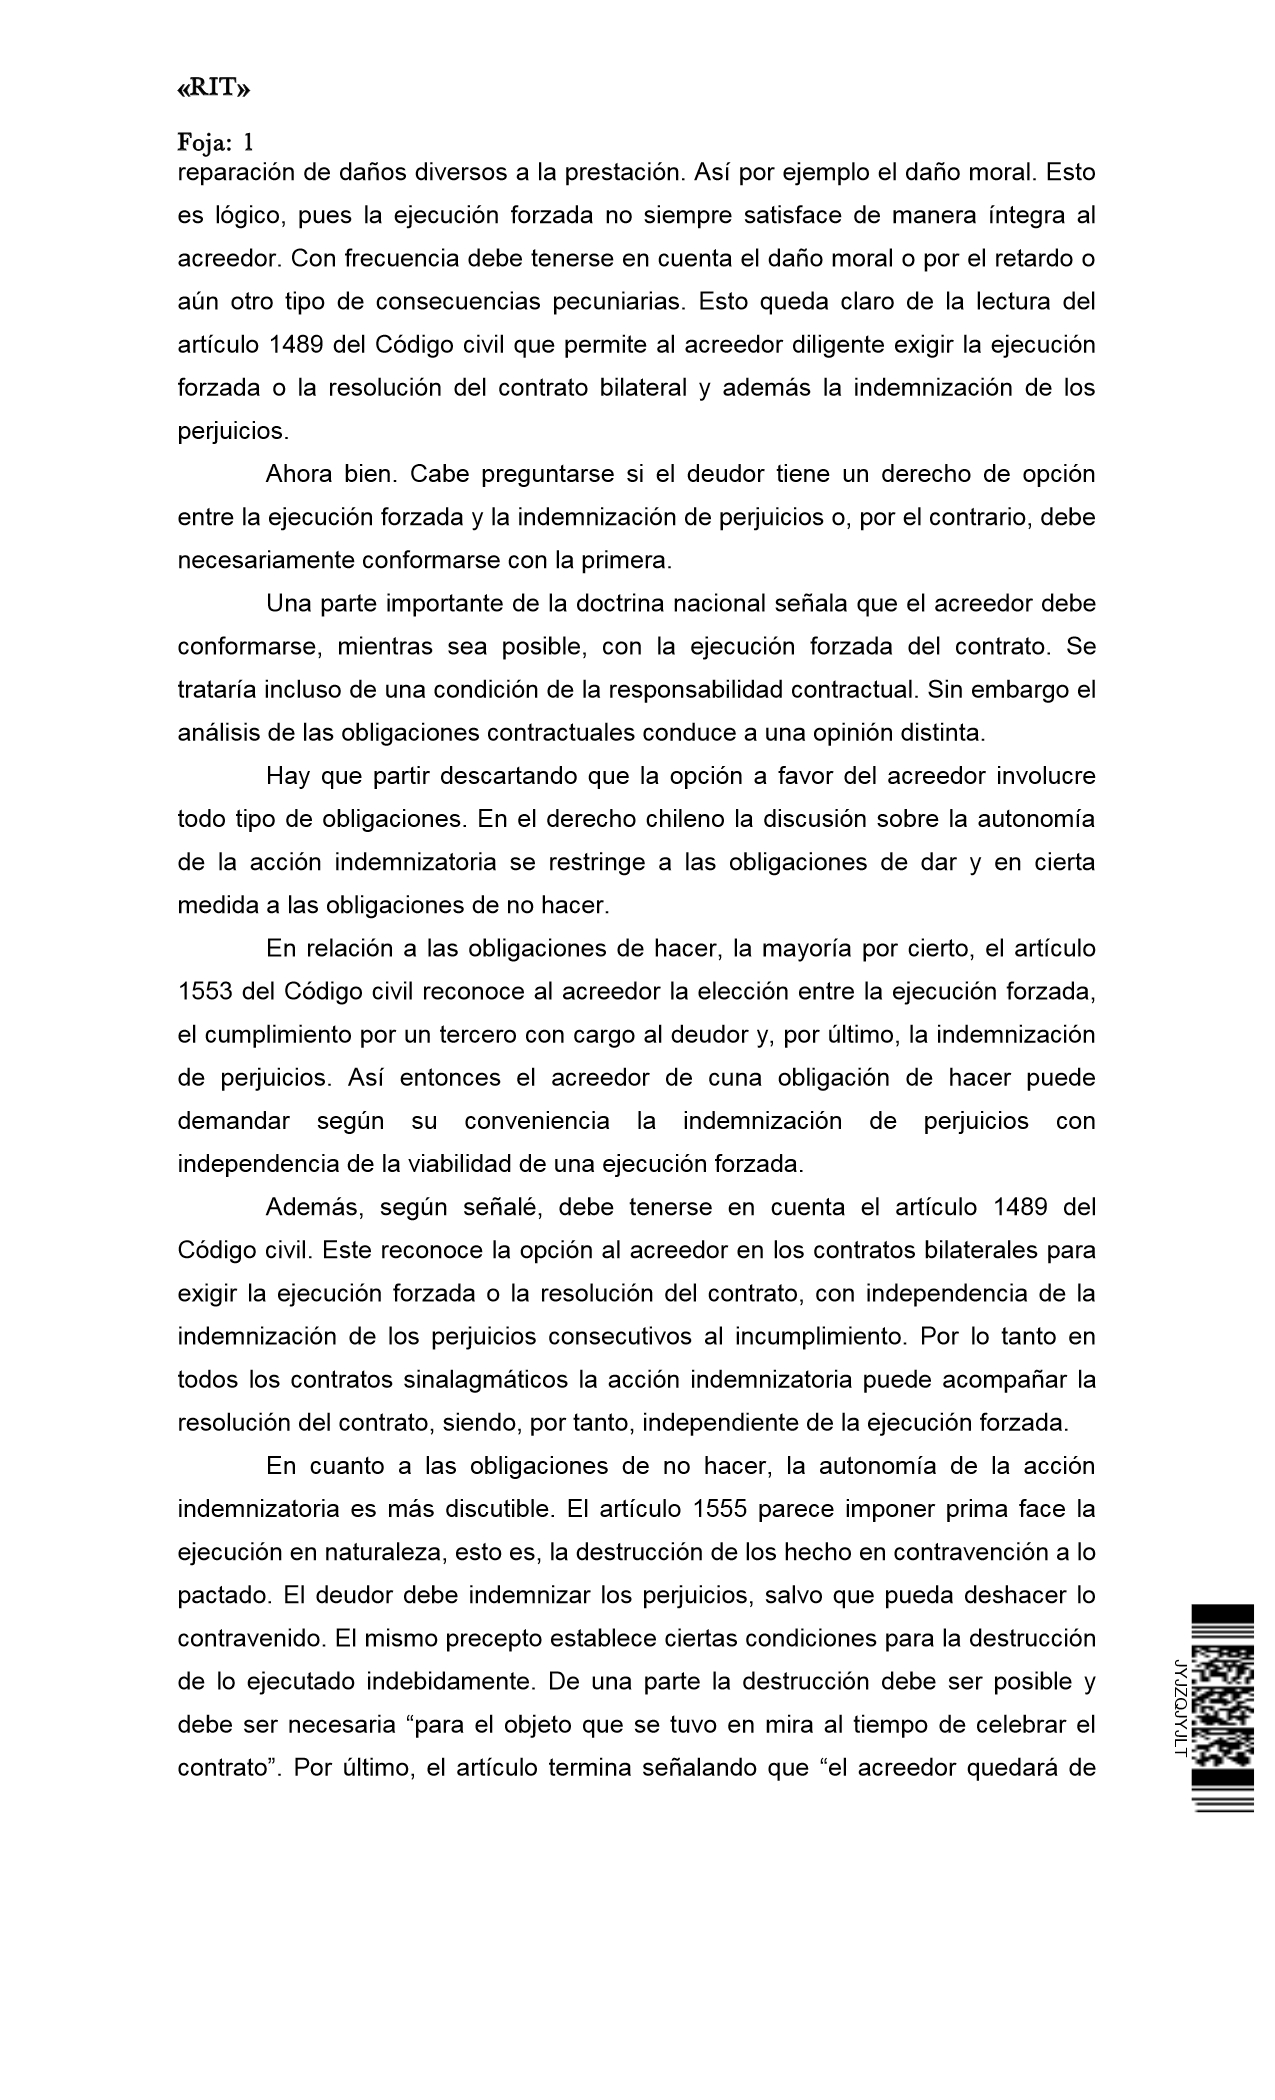 «RIT»
Foja: 1
reparación de daños diversos a la prestación. Así por ejemplo el daño moral. Esto
es lógico, pues la ejecución forzada no siempre satisface de manera íntegra al
acreedor. Con frecuencia debe tenerse en cuenta el daño moral o por el retardo o
aún otro tipo de consecuencias pecuniarias. Esto queda claro de la lectura del
artículo 1489 del Código civil que permite al acreedor diligente exigir la ejecución
forzada o la resolución del contrato bilateral y además la indemnización de los
perjuicios.
Ahora bien. Cabe preguntarse si el deudor tiene un derecho de opción
entre la ejecución forzada y la indemnización de perjuicios o, por el contrario, debe
necesariamente conformarse con la primera.
Una parte importante de la doctrina nacional señala que el acreedor debe
conformarse, mientras sea posible, con la ejecución forzada del contrato. Se
trataría incluso de una condición de la responsabilidad contractual. Sin embargo el
análisis de las obligaciones contractuales conduce a una opinión distinta.
Hay que partir descartando que la opción a favor del acreedor involucre
todo tipo de obligaciones. En el derecho chileno la discusión sobre la autonomía
de la acción indemnizatoria se restringe a las obligaciones de dar y en cierta
medida a las obligaciones de no hacer.
En relación a las obligaciones de hacer, la mayoría por cierto, el artículo
1553 del Código civil reconoce al acreedor la elección entre la ejecución forzada,
el cumplimiento por un tercero con cargo al deudor y, por último, la indemnización
de perjuicios. Así entonces el acreedor de cuna obligación de hacer puede
demandar según su conveniencia la indemnización de perjuicios con
independencia de la viabilidad de una ejecución forzada.
Además, según señalé, debe tenerse en cuenta el artículo 1489 del
Código civil. Este reconoce la opción al acreedor en los contratos bilaterales para
exigir la ejecución forzada o la resolución del contrato, con independencia de la
indemnización de los perjuicios consecutivos al incumplimiento. Por lo tanto en
todos los contratos sinalagmáticos la acción indemnizatoria puede acompañar la
resolución del contrato, siendo, por tanto, independiente de la ejecución forzada.
En cuanto a las obligaciones de no hacer, la autonomía de la acción
indemnizatoria es más discutible. El artículo 1555 parece imponer prima face la
ejecución en naturaleza, esto es, la destrucción de los hecho en contravención a lo
pactado. El deudor debe indemnizar los perjuicios, salvo que pueda deshacer lo
contravenido. El mismo precepto establece ciertas condiciones para la destrucción
de lo ejecutado indebidamente. De una parte la destrucción debe ser posible y
debe ser necesaria “para el objeto que se tuvo en mira al tiempo de celebrar el
contrato”. Por último, el artículo termina señalando que “el acreedor quedará de
JYJZQJYJLT